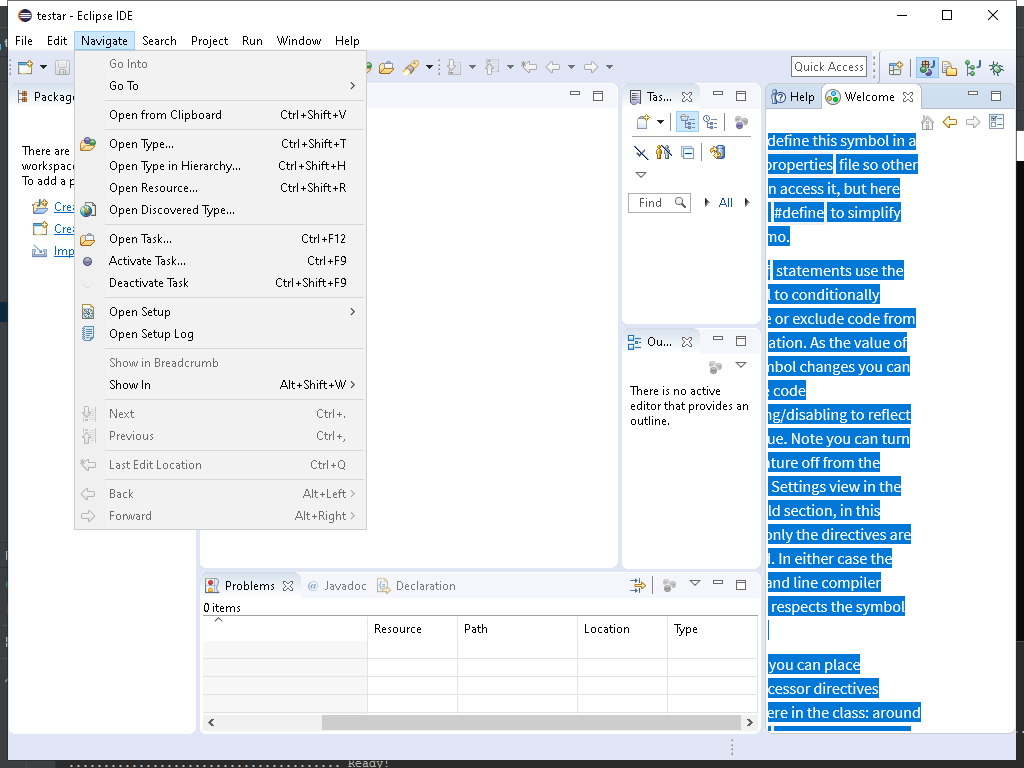 testar - Eclipse IDE
File Edit Navigate Search Project Run Window Help
Quick Access
Go Into
Go To
Open from Clipboard Ctrl+Shift+V
Open Type... Ctrl+Shift+T
Open Type in Hierarchy... Ctrl+Shift+H
Open Resource... Ctrl+Shift+R
Open Discovered Type...
Open Task... Ctrl+F12
Activate Task... Ctrl+F9
Deactivate Task Ctrl+Shift+F9
Open Setup
Open Setup Log
Show in Breadcrumb
Show In Alt+Shift+W
Next Ctrl+.
Previous Ctrl+,
Last Edit Location Ctrl+Q
Back Alt+Left
Forward Alt+Right
Packag
There are
workspac
To add a p
Crea
Crea
Imp
Tas...
Find
All
Ou...
There is no active
editor that provides an
outline.
Help Welcome
define this symbol in a
properties file so other
n access it, but here
#define to simplify
mo.
statements use the
l to conditionally
e or exclude code from
ation. As the value of
mbol changes you can
e code
ng/disabling to reflect
ue. Note you can turn
ature off from the
Settings view in the
ld section, in this
only the directives are
d. In either case the
and line compiler
respects the symbol
you can place
cessor directives
ere in the class: around
Problems Javadoc Declaration
0 items
Resource Path Location Type
Ready!